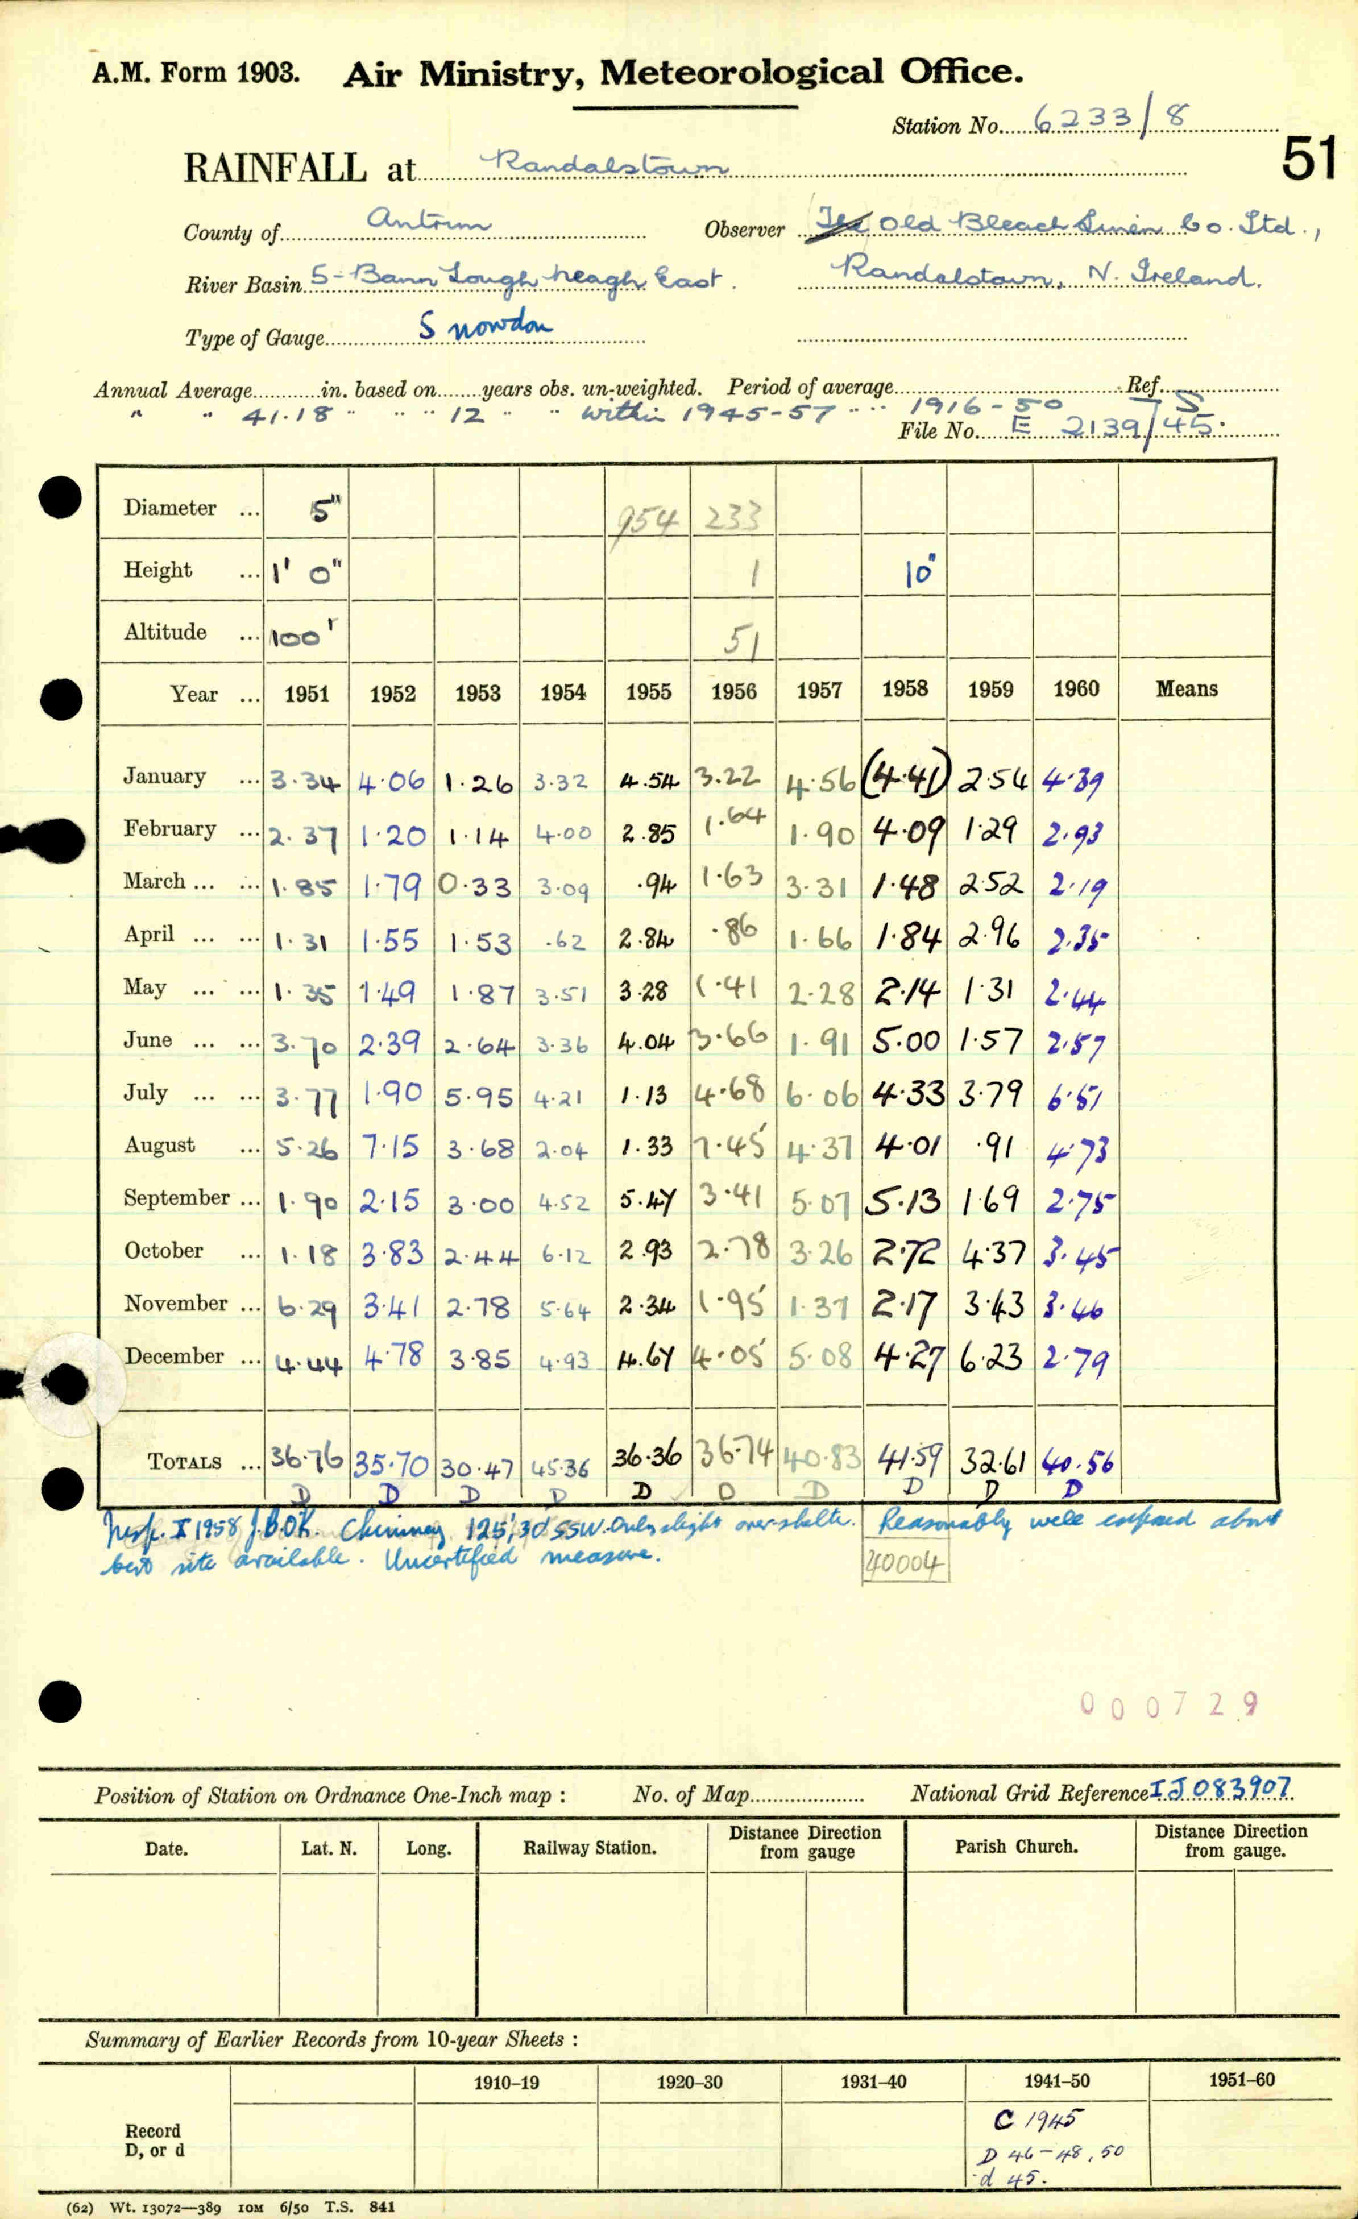 A.M. Form 1903. Air Ministry, Meteorological Office.
Station No. 6233/8
51
RAINFALL at Randalstown
County of Antrim Observer The Old Bleach Linen Co. Ltd.,
River Basin 5-Bann Lough Neagh East. Randalstown, N. Ireland.
Type of Gauge Snowdon
Annual Average in. based on years obs. un-weighted. Period of average Ref.
" " 41.18 " " " 12 " " within 1945-57 " " 1916-50 S
File No. E 2139/45.
Diameter ... 5" 954 233
Height ... 1' 0" 1 10"
Altitude ... 100' 51
Year ... 1951 1952 1953 1954 1955 1956 1957 1958 1959 1960 Means
January ... 3.34 4.06 1.26 3.32 4.54 3.22 4.56 (4.41) 2.54 4.39
February ... 2.37 1.20 1.14 4.00 2.85 1.64 1.90 4.09 1.29 2.93
March ... ... 1.85 1.79 0.33 3.09 .94 1.63 3.31 1.48 2.52 2.19
April ... ... 1.31 1.55 1.53 .62 2.84 .86 1.66 1.84 2.96 2.35
May ... ... 1.35 1.49 1.87 3.51 3.28 1.41 2.28 2.14 1.31 2.44
June ... ... 3.70 2.39 2.64 3.36 4.04 3.66 1.91 5.00 1.57 2.57
July ... ... 3.77 1.90 5.95 4.21 1.13 4.68 6.06 4.33 3.79 6.51
August ... 5.26 7.15 3.68 2.04 1.33 7.45 4.37 4.01 .91 4.73
September ... 1.90 2.15 3.00 4.52 5.47 3.41 5.07 5.13 1.69 2.75
October ... 1.18 3.83 2.44 6.12 2.93 2.78 3.26 2.72 4.37 3.45
November ... 6.29 3.41 2.78 5.64 2.34 1.95 1.37 2.17 3.43 3.46
December ... 4.44 4.78 3.85 4.93 4.67 4.05 5.08 4.27 6.23 2.79
TOTALS ... 36.76 35.70 30.47 45.36 36.36 36.74 40.83 41.59 32.61 40.56
D D D D D D D D D D
Insp. X 1958 J.B.O'K. Chimney 125', 30' SSW. Only slight over-shelter. Reasonably well exposed about
best site available. Uncertified measure.
40004
000729
Position of Station on Ordnance One-Inch map : No. of Map National Grid Reference IJ083907
Date. Lat. N. Long. Railway Station. Distance Direction from gauge Parish Church. Distance Direction from gauge.
Summary of Earlier Records from 10-year Sheets :
1910–19 1920–30 1931–40 1941–50 1951–60
Record
D, or d
C 1945
D 46-48, 50
d 45.
(62) Wt. 13072—389 10M 6/50 T.S. 841